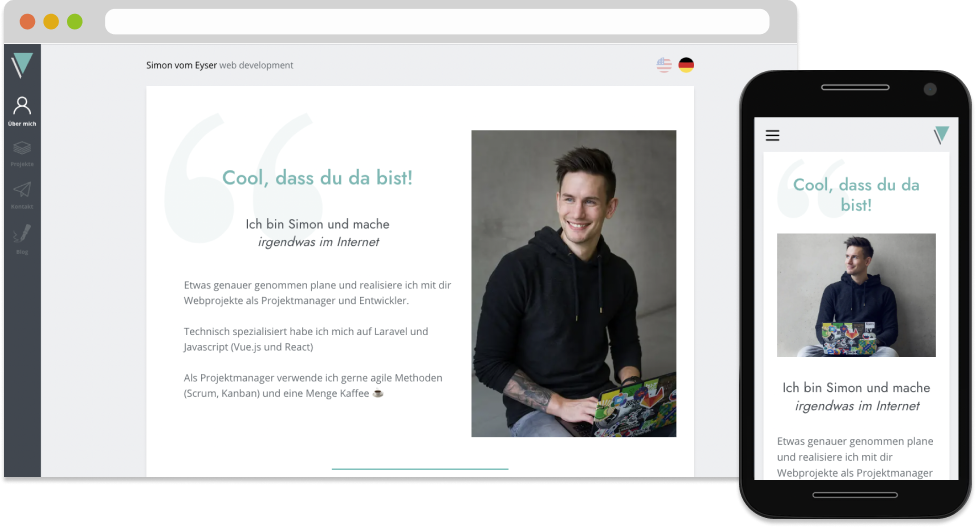 Simon vom Eyser web development
Über mich
Projekte
Kontakt
Blog
Cool, dass du da bist!
Ich bin Simon und mache
irgendwas im Internet
Etwas genauer genommen plane und realisiere ich mit dir
Webprojekte als Projektmanager und Entwickler.
Technisch spezialisiert habe ich mich auf Laravel und
Javascript (Vue.js und React)
Als Projektmanager verwende ich gerne agile Methoden
(Scrum, Kanban) und eine Menge Kaffee ☕
Cool, dass du da
bist!
Ich bin Simon und mache
irgendwas im Internet
Etwas genauer genommen plane
und realisiere ich mit dir
Webprojekte als Projektmanager